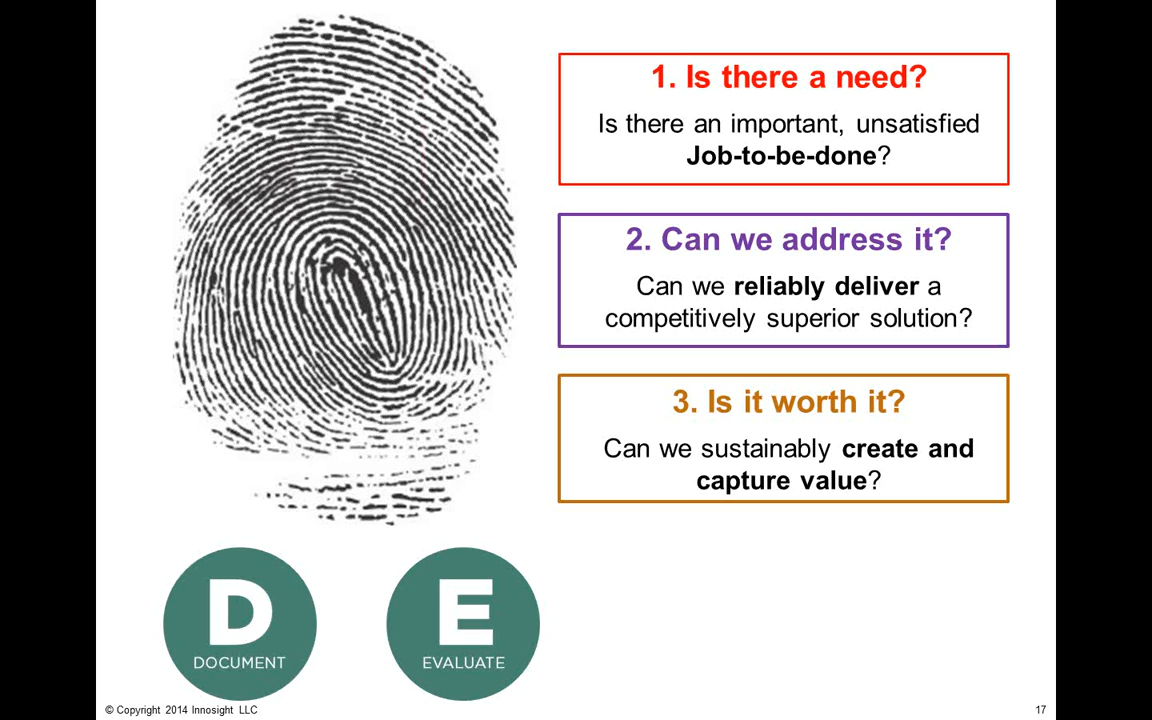 1. Is there a need?
Is there an important, unsatisfied
Job-to-be-done?
2. Can we address it?
Can we reliably deliver a
competitively superior solution?
3. Is it worth it?
Can we sustainably create and
capture value?
D
DOCUMENT
E
EVALUATE
© Copyright 2014 Innosight LLC
17